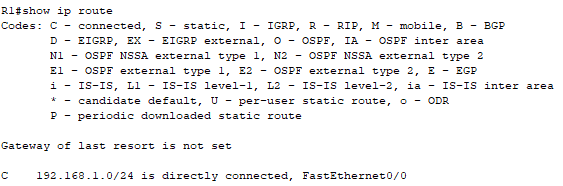 R1#show ip route
Codes: C - connected, S - static, I - IGRP, R - RIP, M - mobile, B - BGP
D - EIGRP, EX - EIGRP external, O - OSPF, IA - OSPF inter area
N1 - OSPF NSSA external type 1, N2 - OSPF NSSA external type 2
E1 - OSPF external type 1, E2 - OSPF external type 2, E - EGP
i - IS-IS, L1 - IS-IS level-1, L2 - IS-IS level-2, ia - IS-IS inter area
* - candidate default, U - per-user static route, o - ODR
P - periodic downloaded static route
Gateway of last resort is not set
C 192.168.1.0/24 is directly connected, FastEthernet0/0